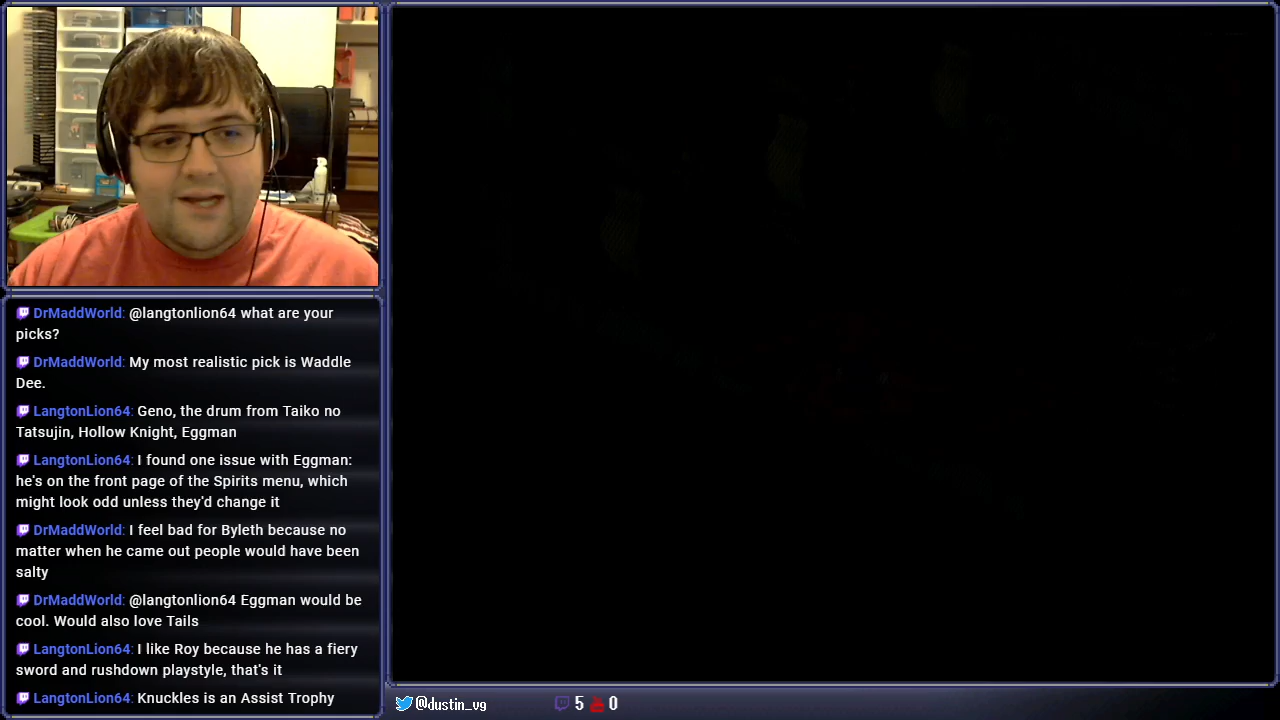 DrMaddWorld: @langtonlion64 what are your
picks?
DrMaddWorld: My most realistic pick is Waddle
Dee.
LangtonLion64: Geno, the drum from Taiko no
Tatsujin, Hollow Knight, Eggman
LangtonLion64: I found one issue with Eggman:
he's on the front page of the Spirits menu, which
might look odd unless they'd change it
DrMaddWorld: I feel bad for Byleth because no
matter when he came out people would have been
salty
DrMaddWorld: @langtonlion64 Eggman would be
cool. Would also love Tails
LangtonLion64: I like Roy because he has a fiery
sword and rushdown playstyle, that's it
LangtonLion64: Knuckles is an Assist Trophy
@dustin_vg 5 0